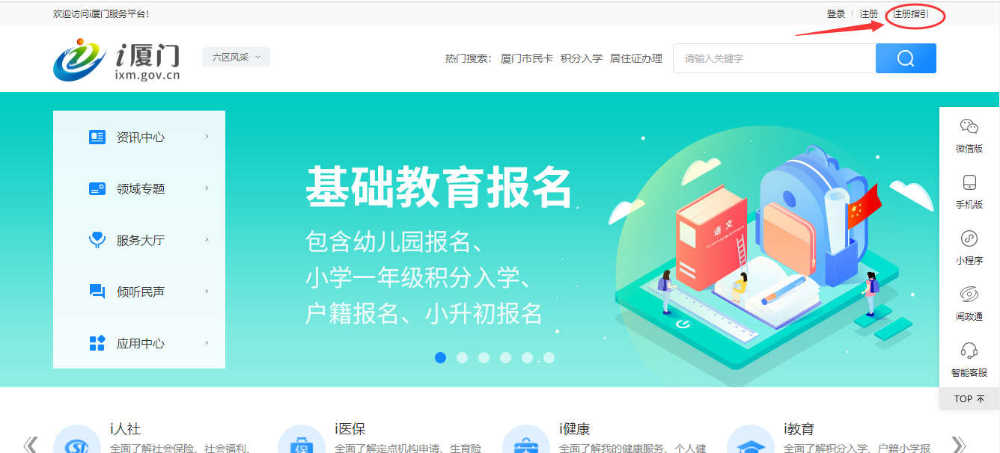 欢迎访问i厦门服务平台!
登录 注册 注册指引
i厦门
ixm.gov.cn
六区风采
热门搜索: 厦门市民卡 积分入学 居住证办理
请输入关键字
资讯中心
领域专题
服务大厅
倾听民声
应用中心
基础教育报名
包含幼儿园报名、
小学一年级积分入学、
户籍报名、小升初报名
语文
微信版
手机版
小程序
闽政通
智能客服
TOP
i人社
全面了解社会保险、社会福利、
i医保
保
全面了解定点机构申请、生育险
i健康
全面了解我的健康服务、个人健
i教育
全面了解积分入学、户籍小学报